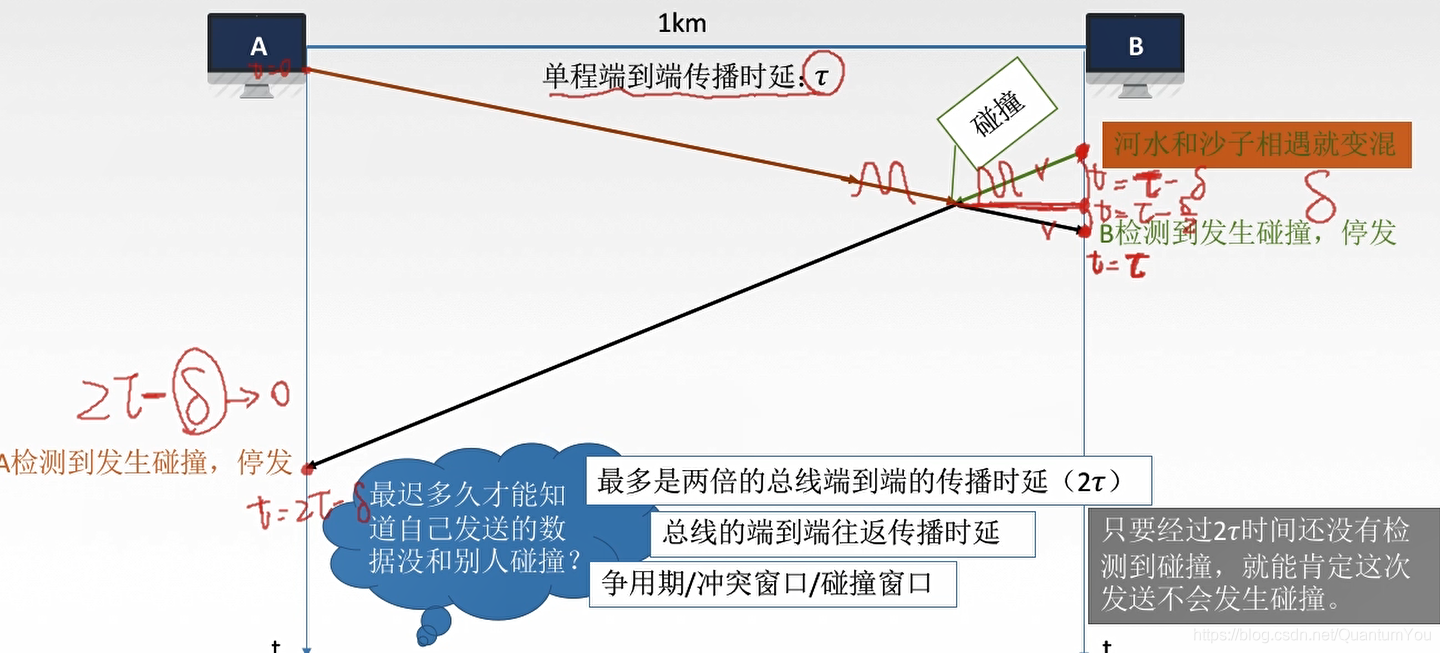 1km
A
B
t=0
单程端到端传播时延：τ
碰撞
河水和沙子相遇就变混
t=τ-δ
δ
t=τ-δ/2
B检测到发生碰撞，停发
t=τ
2τ-δ→0
A检测到发生碰撞，停发
t=2τ-δ
最迟多久才能知
道自己发送的数
据没和别人碰撞？
最多是两倍的总线端到端的传播时延（2τ）
总线的端到端往返传播时延
争用期/冲突窗口/碰撞窗口
只要经过2τ时间还没有检
测到碰撞，就能肯定这次
发送不会发生碰撞。
t
t
https://blog.csdn.net/QuantumYou